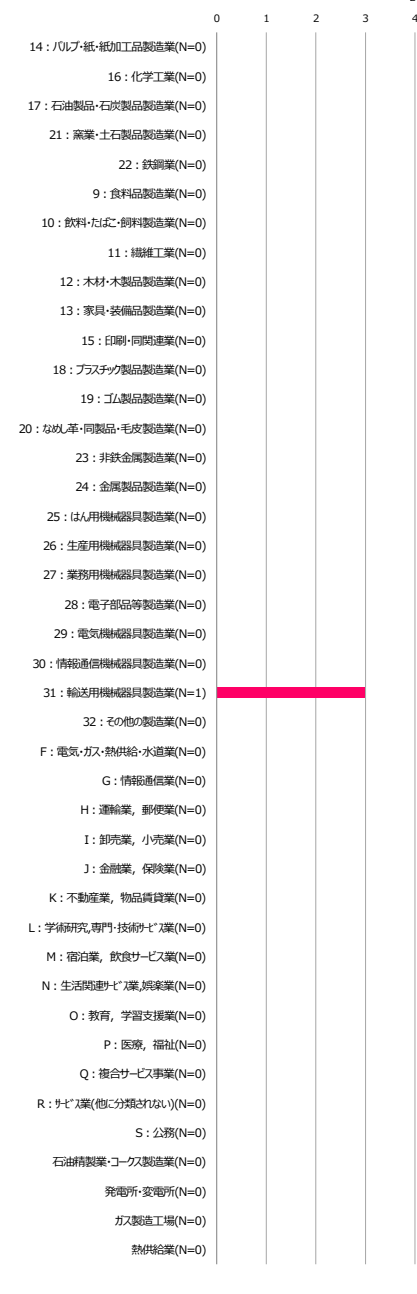 0 1 2 3 4
14：パルプ・紙・紙加工品製造業(N=0)
16：化学工業(N=0)
17：石油製品・石炭製品製造業(N=0)
21：窯業・土石製品製造業(N=0)
22：鉄鋼業(N=0)
9：食料品製造業(N=0)
10：飲料・たばこ・飼料製造業(N=0)
11：繊維工業(N=0)
12：木材・木製品製造業(N=0)
13：家具・装備品製造業(N=0)
15：印刷・同関連業(N=0)
18：プラスチック製品製造業(N=0)
19：ゴム製品製造業(N=0)
20：なめし革・同製品・毛皮製造業(N=0)
23：非鉄金属製造業(N=0)
24：金属製品製造業(N=0)
25：はん用機械器具製造業(N=0)
26：生産用機械器具製造業(N=0)
27：業務用機械器具製造業(N=0)
28：電子部品等製造業(N=0)
29：電気機械器具製造業(N=0)
30：情報通信機械器具製造業(N=0)
31：輸送用機械器具製造業(N=1)
32：その他の製造業(N=0)
F：電気・ガス・熱供給・水道業(N=0)
G：情報通信業(N=0)
H：運輸業，郵便業(N=0)
I：卸売業，小売業(N=0)
J：金融業，保険業(N=0)
K：不動産業，物品賃貸業(N=0)
L：学術研究,専門・技術ｻｰﾋﾞｽ業(N=0)
M：宿泊業，飲食サービス業(N=0)
N：生活関連ｻｰﾋﾞｽ業,娯楽業(N=0)
O：教育，学習支援業(N=0)
P：医療，福祉(N=0)
Q：複合サービス事業(N=0)
R：ｻｰﾋﾞｽ業(他に分類されない)(N=0)
S：公務(N=0)
石油精製業・コークス製造業(N=0)
発電所・変電所(N=0)
ガス製造工場(N=0)
熱供給業(N=0)